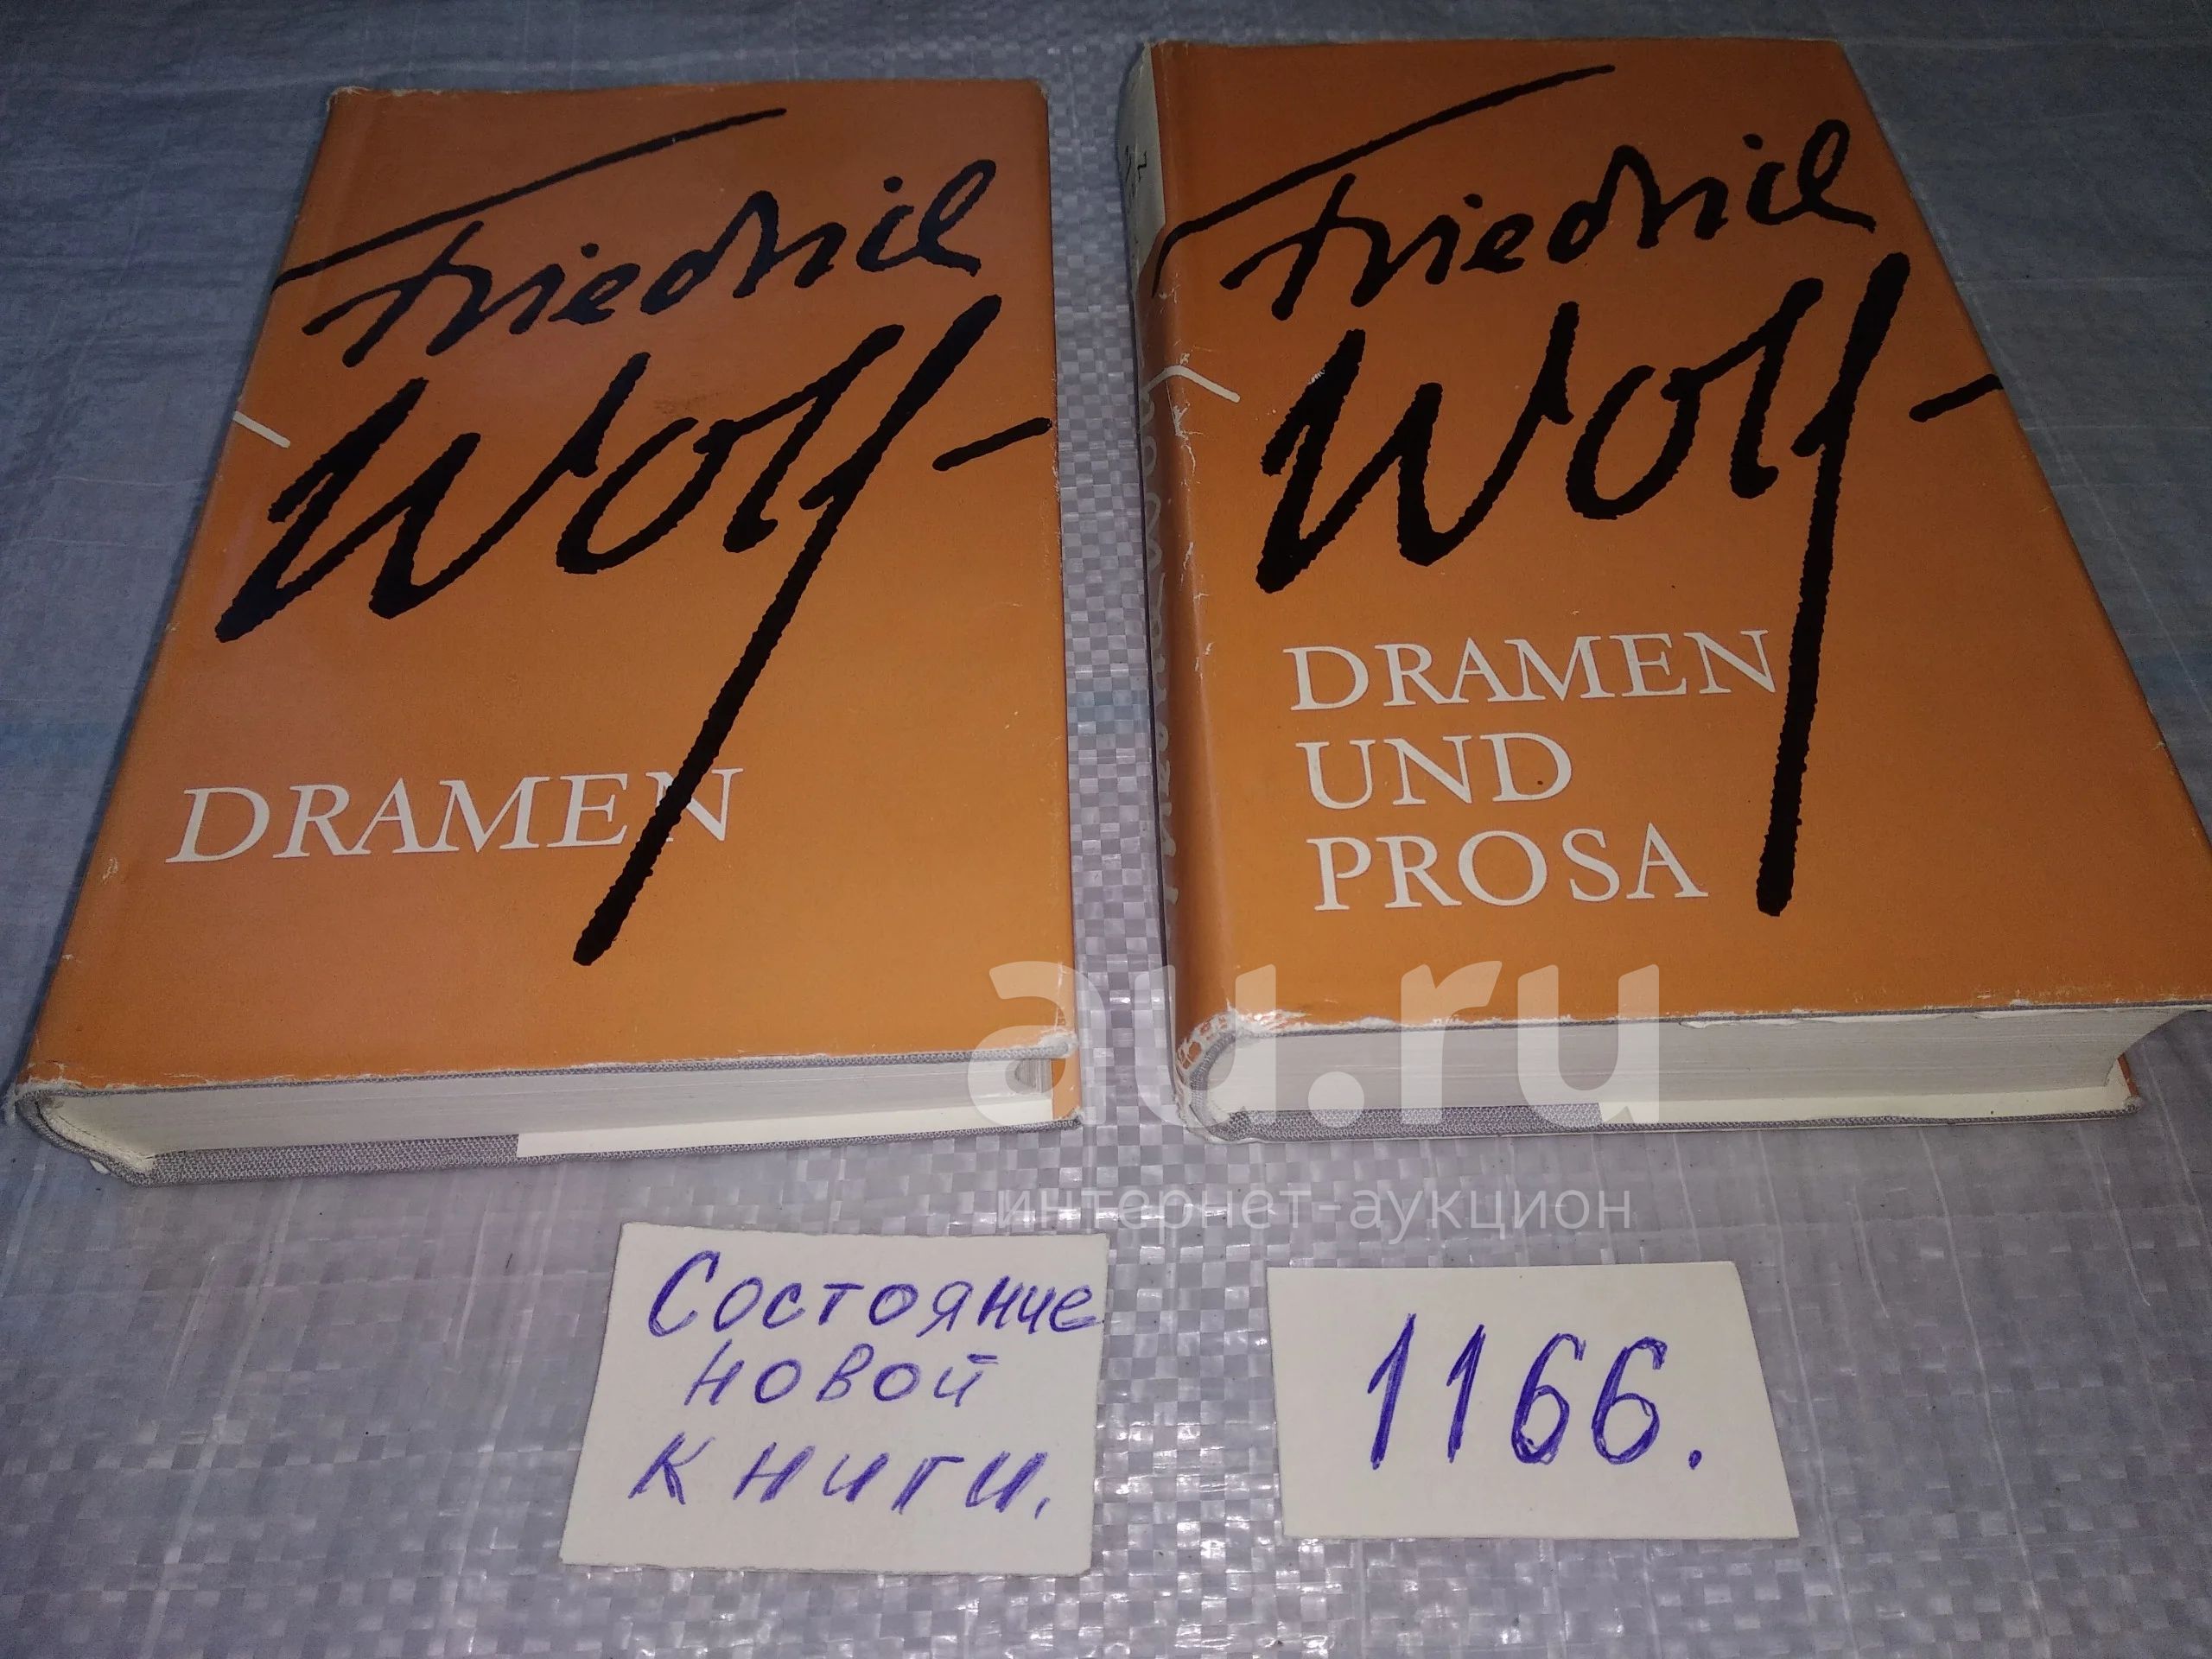 Friedrich
Wolf-
DRAMEN
Friedrich
Wolf-
DRAMEN
UND
PROSA
au.ru
интернет-аукцион
Состояние
новой
книги.
1166.